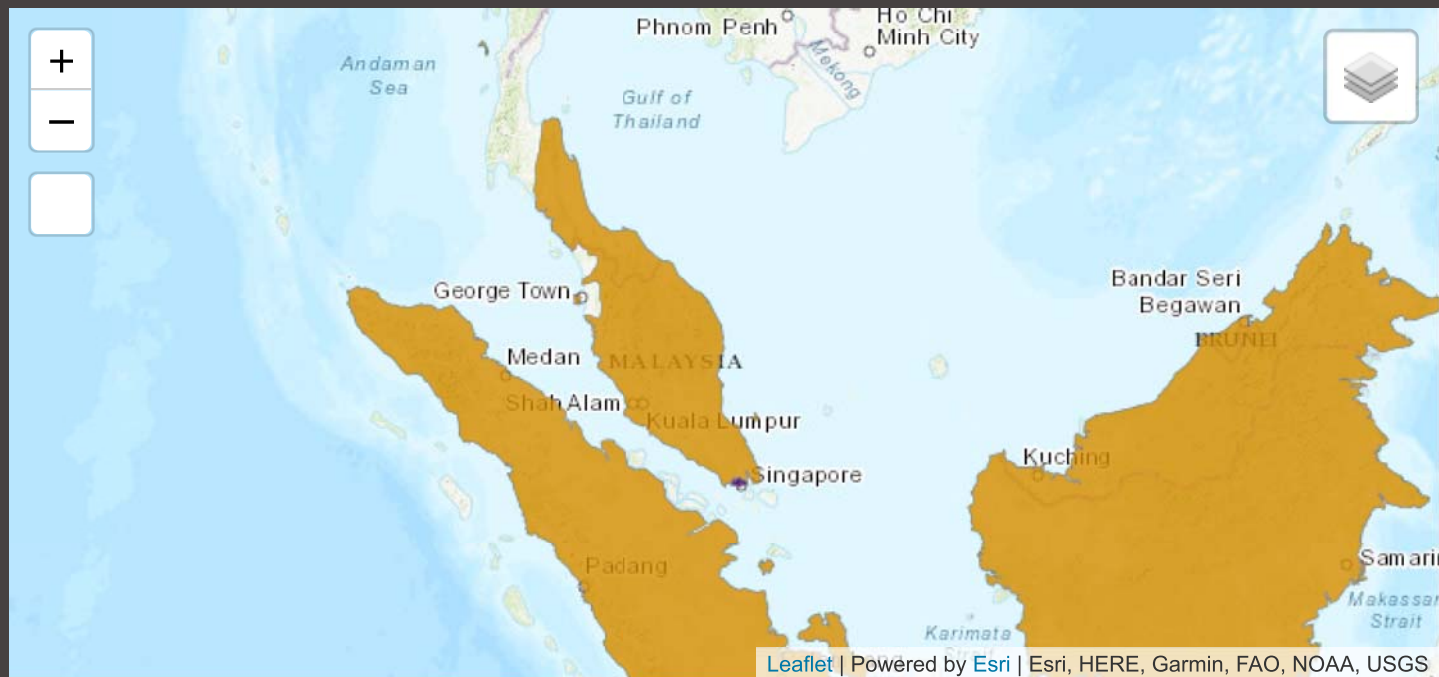 Phnom Penh
Ho Chi
Minh City
+
Andaman
Sea
Mekong
Gulf of
Thailand
−
Bandar Seri
Begawan
George Town
BRUNEI
Medan
MALAYSIA
Shah Alam
Kuala Lumpur
Kuching
Singapore
Padang
Makassar
Strait
Karimata
Strait
Leaflet | Powered by Esri | Esri, HERE, Garmin, FAO, NOAA, USGS